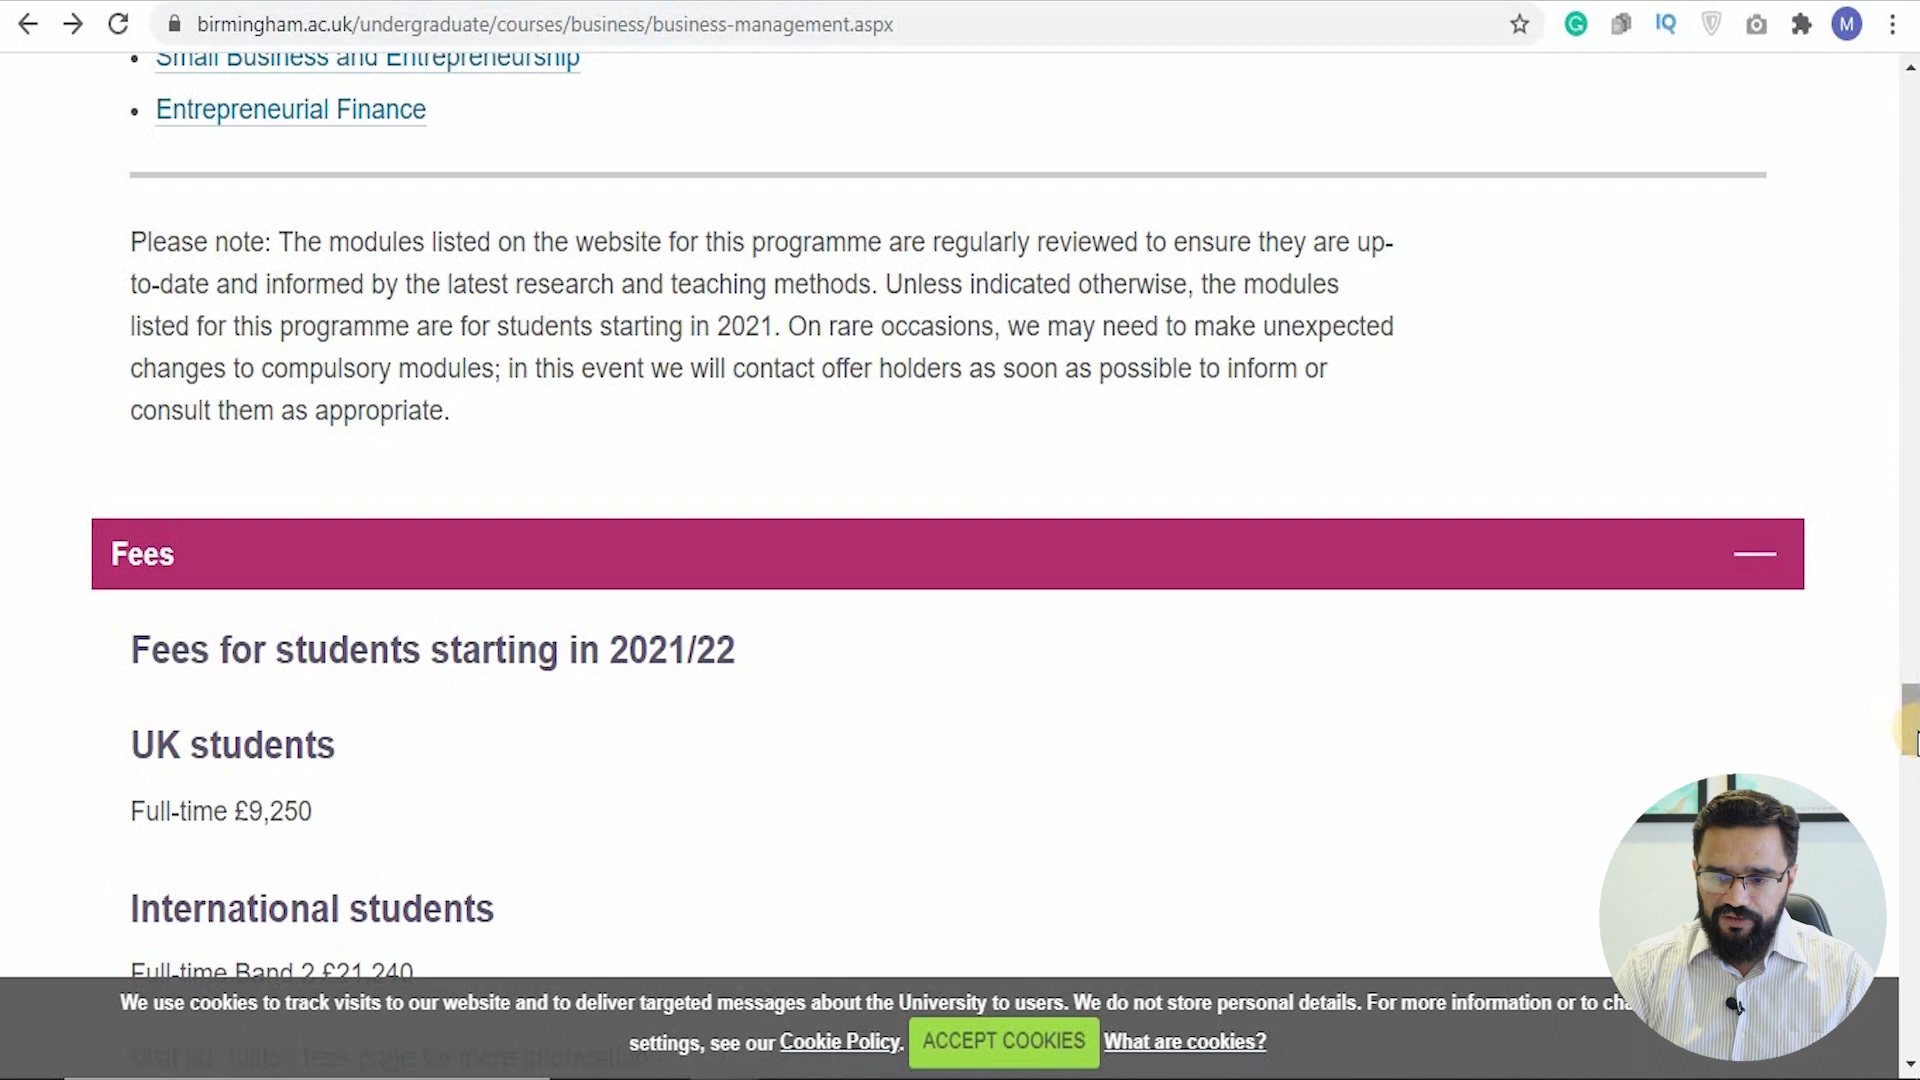 birmingham.ac.uk/undergraduate/courses/business/business-management.aspx
IQ
M
Small Business and Entrepreneurship
Entrepreneurial Finance
Please note: The modules listed on the website for this programme are regularly reviewed to ensure they are up-
to-date and informed by the latest research and teaching methods. Unless indicated otherwise, the modules
listed for this programme are for students starting in 2021. On rare occasions, we may need to make unexpected
changes to compulsory modules; in this event we will contact offer holders as soon as possible to inform or
consult them as appropriate.
Fees
Fees for students starting in 2021/22
UK students
Full-time £9,250
International students
Full-time Band 2 £21,240
We use cookies to track visits to our website and to deliver targeted messages about the University to users. We do not store personal details. For more information or to
settings, see our Cookie Policy. ACCEPT COOKIES What are cookies?